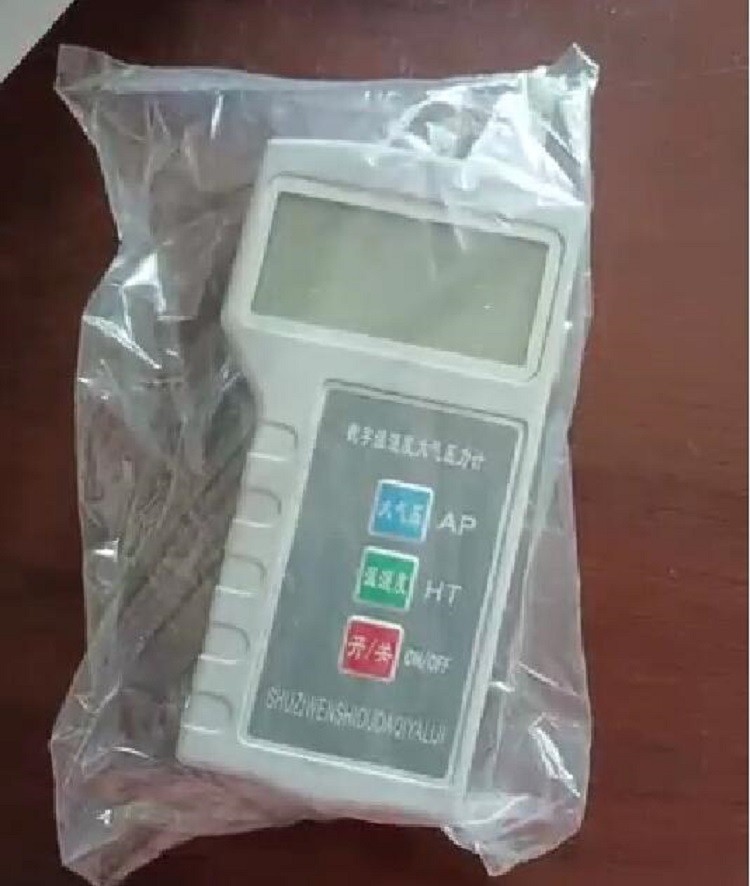 数字温湿度大气压力计
大气压 AP
温湿度 HT
开/关 ON/OFF
SHUZIWENSHIDUDAQIYALIJI